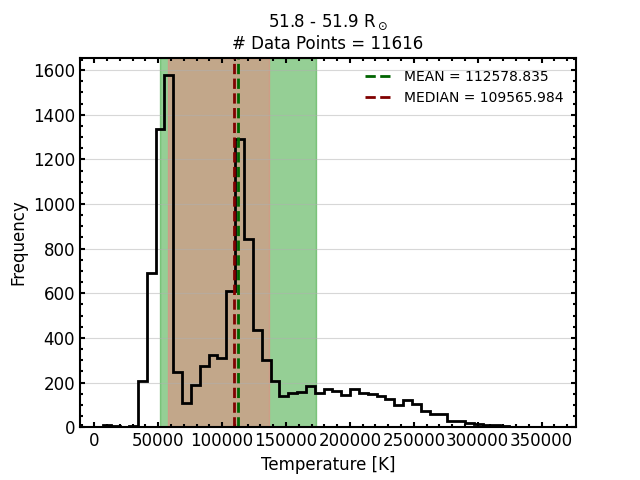 51.8 - 51.9 R⊙
# Data Points = 11616
MEAN = 112578.835
MEDIAN = 109565.984
1600
1400
1200
1000
800
600
400
200
0
Frequency
0 50000 100000 150000 200000 250000 300000 350000
Temperature [K]